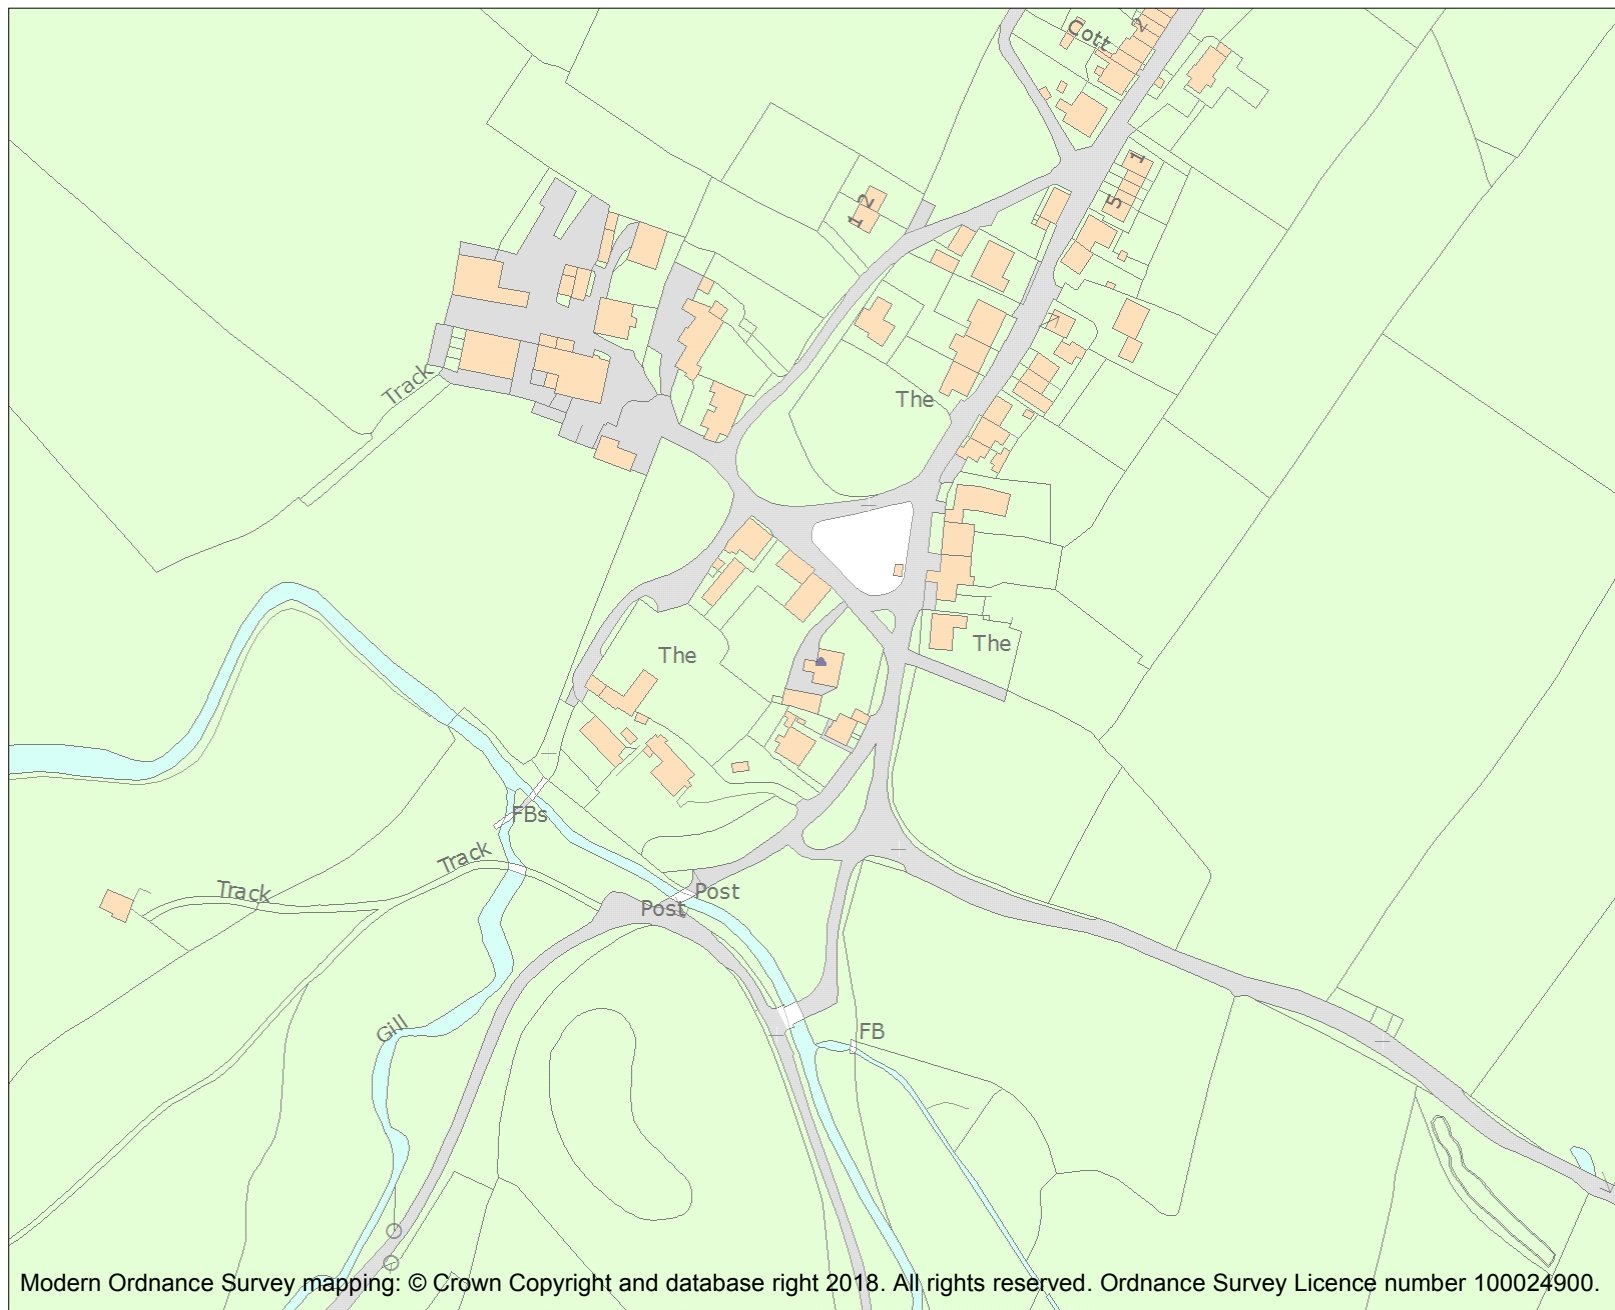 Cott
2
1
5
1 2
Track
The
The
The
FBs
Track
Track
Post
Post
Gill
FB
Modern Ordnance Survey mapping: © Crown Copyright and database right 2018. All rights reserved. Ordnance Survey Licence number 100024900.